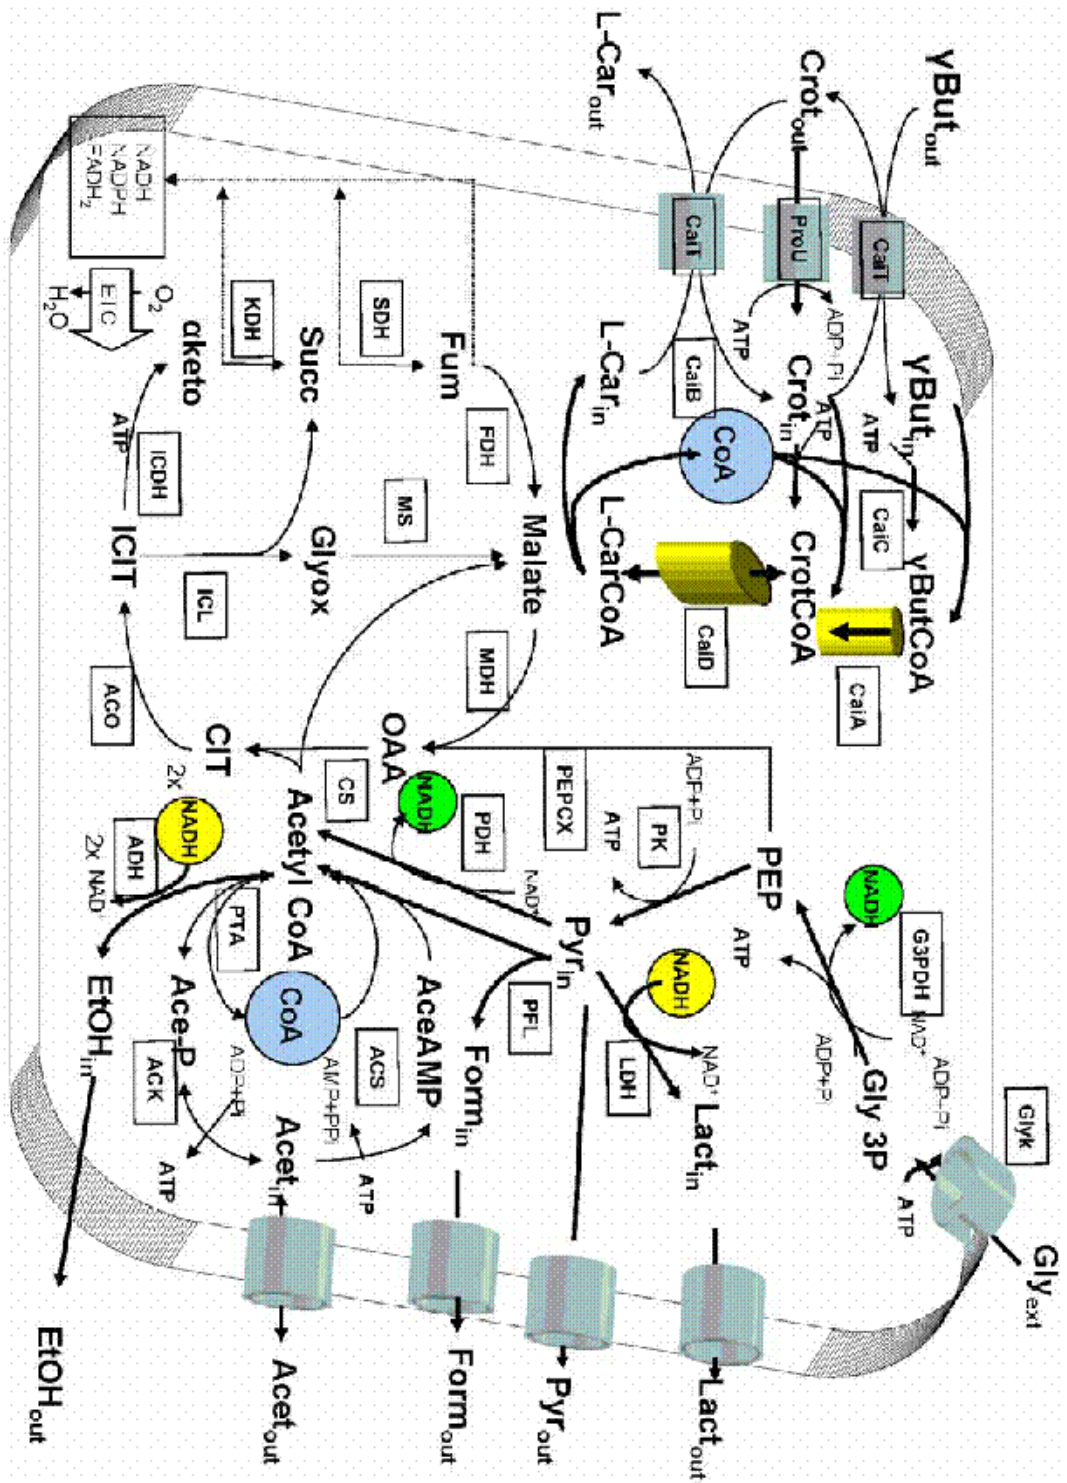 Gly_ext
Glyk
γBut_out
ADP+Pi
ATP
γBut_in
γButCoA
G3PDH
NAD⁺
CaiT
ATP
CaiC
CaiA
NADH
Gly 3P
ADP+Pi
ADP+Pi
ATP
Crot_out
ProU
Crot_in
CrotCoA
PEP
ATP
ATP
CoA
CaiT
CaiB
CaiD
NADH
NAD⁺
Lact_in
Lact_out
ADP+Pi
PK
ATP
LDH
L-Car_out
L-Car_in
L-CarCoA
PEPCX
Pyr_in
Pyr_out
Malate
PFL
NAD⁺
FDH
MDH
PDH
Fum
Form_in
Form_out
NADH
AceAMP
MS
OAA
SDH
ACS
ATP
CS
AMP+PPi
Succ
Glyox
Acetyl CoA
CoA
Acet_in
Acet_out
KDH
PTA
ADP+Pi
αketo
ICL
CIT
NADH
2x
Ace-P
ATP
O₂
ICDH
ACK
NADH
NADPH
FADH₂
ETC
ATP
ICIT
ACO
ADH
2x NAD⁺
EtOH_in
H₂O
EtOH_out